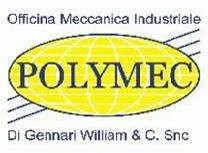 Officina Meccanica Industriale
POLYMEC
Di Gennari William & C. Snc